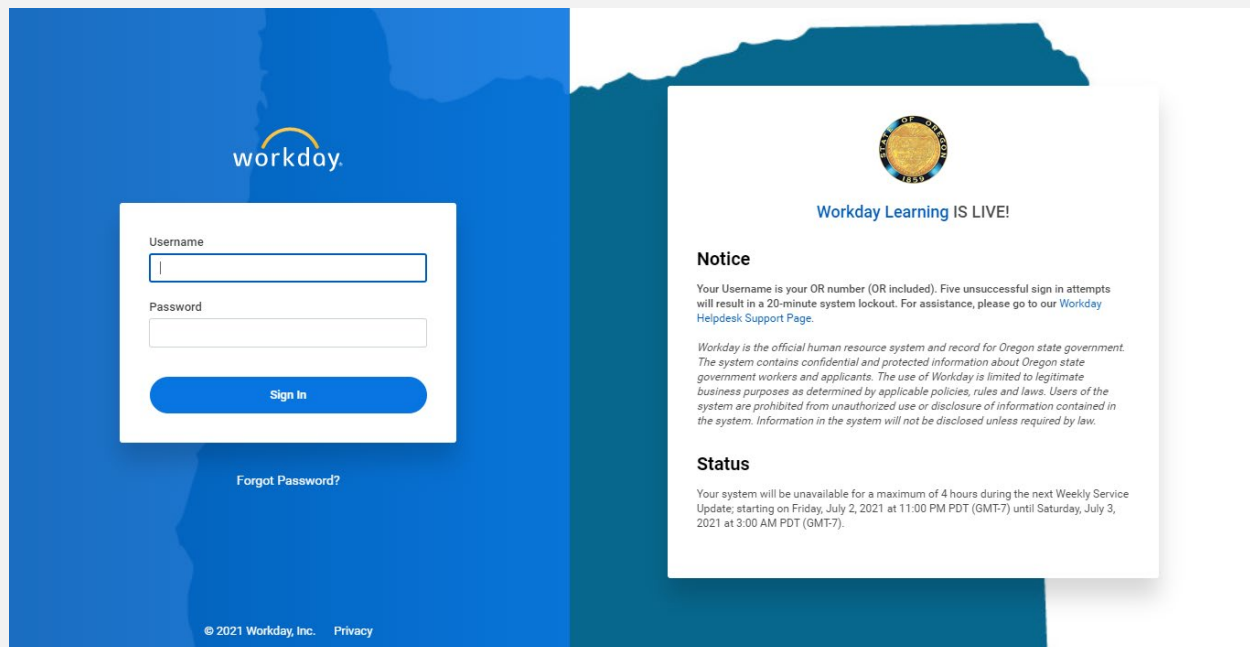 workday.
Username
Password
Sign In
Forgot Password?
© 2021 Workday, Inc. Privacy
STATE OF OREGON
1859
Workday Learning IS LIVE!
Notice
Your Username is your OR number (OR included). Five unsuccessful sign in attempts
will result in a 20-minute system lockout. For assistance, please go to our Workday
Helpdesk Support Page.
Workday is the official human resource system and record for Oregon state government.
The system contains confidential and protected information about Oregon state
government workers and applicants. The use of Workday is limited to legitimate
business purposes as determined by applicable policies, rules and laws. Users of the
system are prohibited from unauthorized use or disclosure of information contained in
the system. Information in the system will not be disclosed unless required by law.
Status
Your system will be unavailable for a maximum of 4 hours during the next Weekly Service
Update; starting on Friday, July 2, 2021 at 11:00 PM PDT (GMT-7) until Saturday, July 3,
2021 at 3:00 AM PDT (GMT-7).